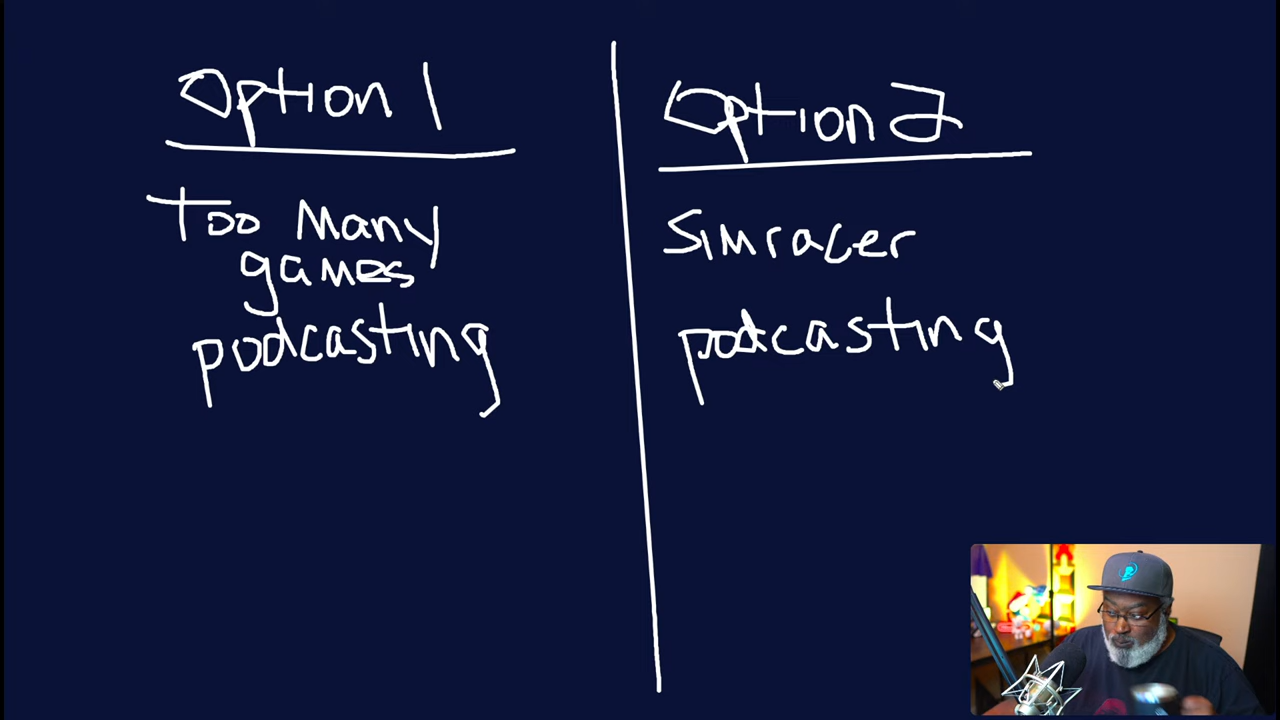 Option 1
Too Many
games
podcasting
Option 2
Simracer
podcasting